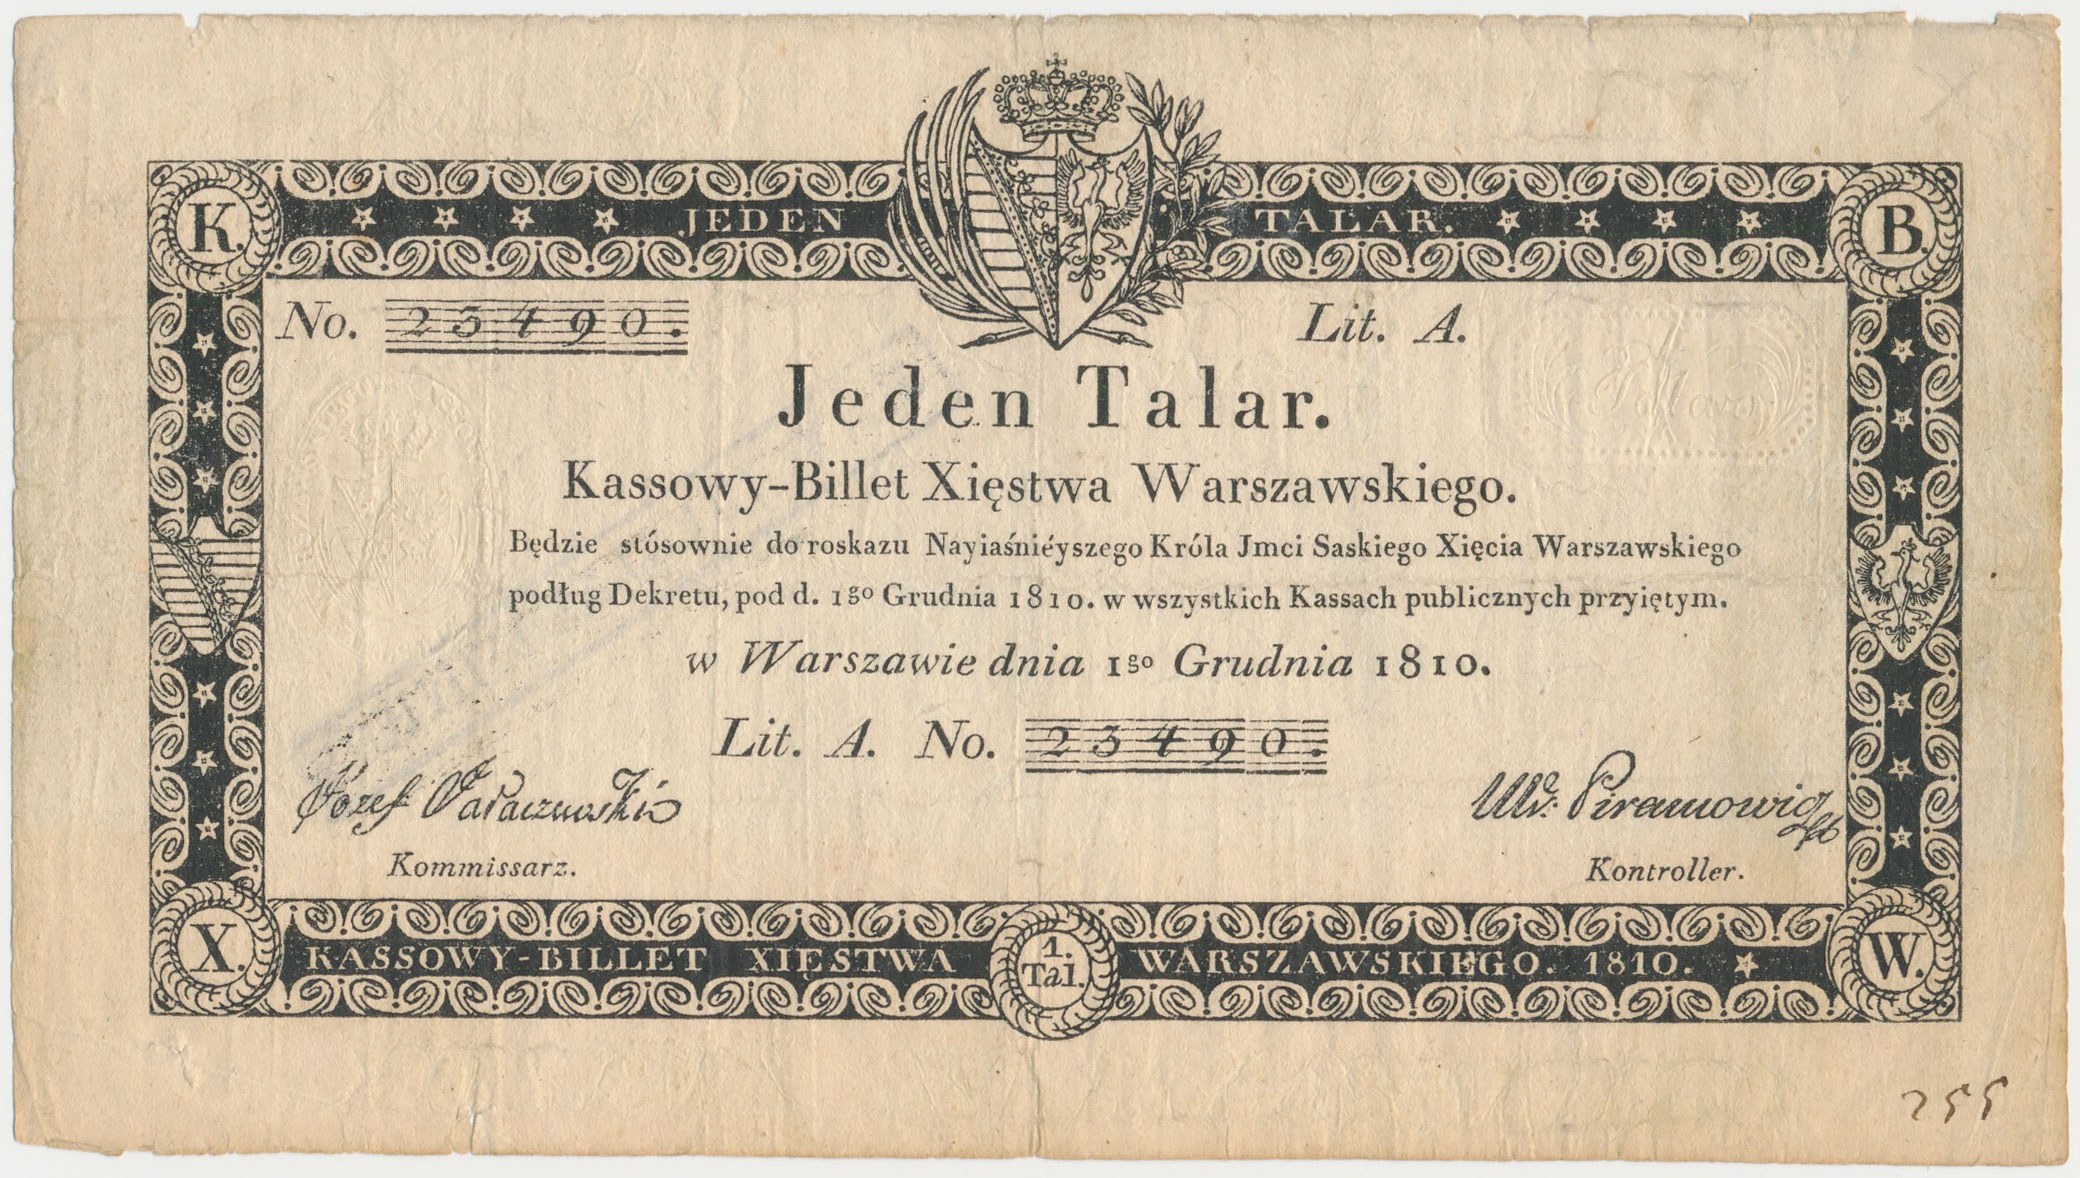 K. JEDEN TALAR. B.
No. 23490. Lit. A.
Jeden Talar.
Kassowy-Billet Xięstwa Warszawskiego.
Będzie stósownie do roskazu Nayiaśniéyszego Króla Jmci Saskiego Xięcia Warszawskiego
podług Dekretu, pod d. 1go Grudnia 1810. w wszystkich Kassach publicznych przyiętym.
w Warszawie dnia 1go Grudnia 1810.
Lit. A. No. 23490.
Kommissarz. Kontroller.
X. KASSOWY-BILLET XIĘSTWA 1. Tal. WARSZAWSKIEGO. 1810. W.
255